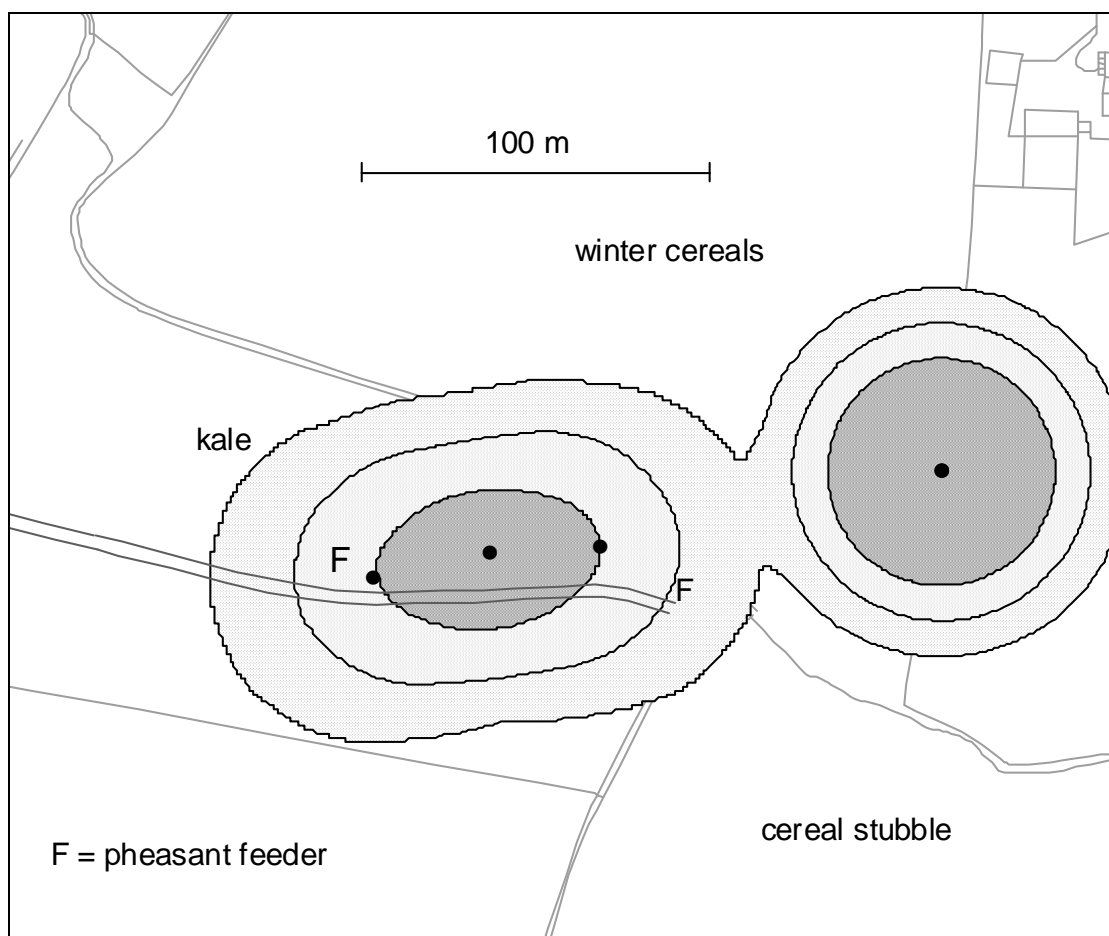 100 m
winter cereals
kale
F
F
cereal stubble
F = pheasant feeder